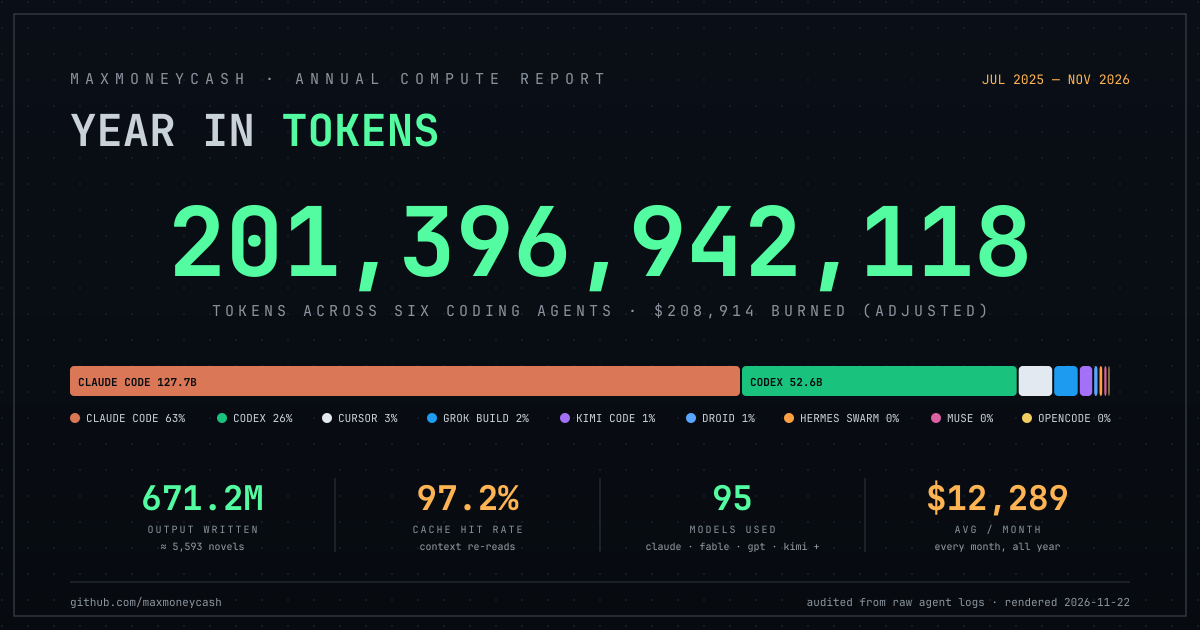 MAXMONEYCASH · ANNUAL COMPUTE REPORT
JUL 2025 — NOV 2026
YEAR IN TOKENS
201,396,942,118
TOKENS ACROSS SIX CODING AGENTS · $208,914 BURNED (ADJUSTED)
CLAUDE CODE 127.7B
CODEX 52.6B
CLAUDE CODE 63% CODEX 26% CURSOR 3% GROK BUILD 2% KIMI CODE 1% DROID 1% HERMES SWARM 0% MUSE 0% OPENCODE 0%
671.2M 97.2% 95 $12,289
OUTPUT WRITTEN CACHE HIT RATE MODELS USED AVG / MONTH
≈ 5,593 novels context re-reads claude · fable · gpt · kimi + every month, all year
github.com/maxmoneycash
audited from raw agent logs · rendered 2026-11-22